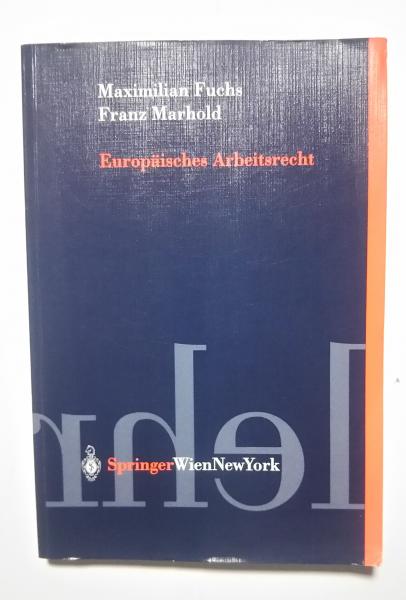 Maximilian Fuchs
Franz Marhold
Europäisches Arbeitsrecht
SpringerWienNewYork